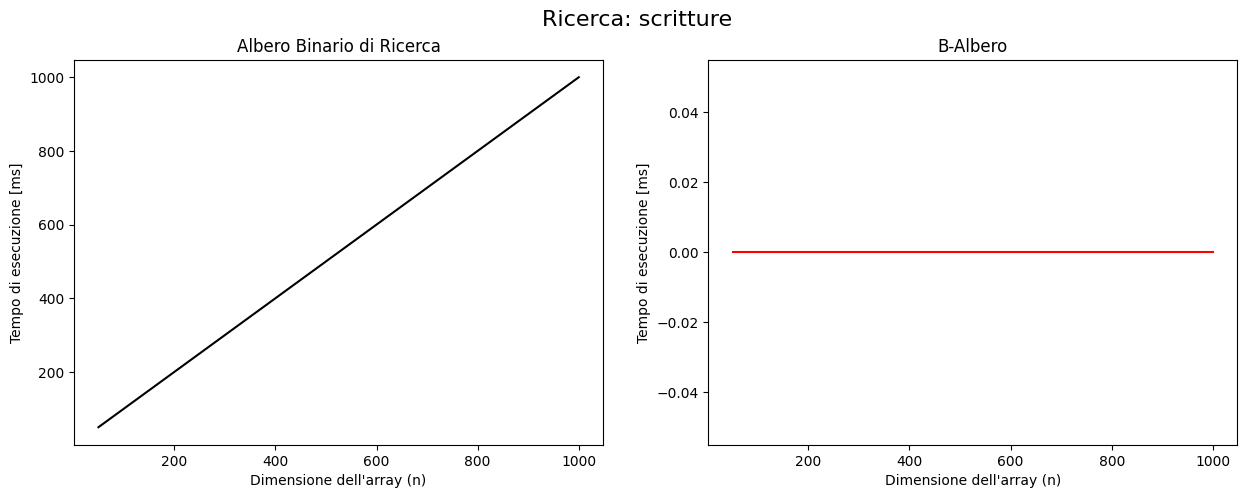 Ricerca: scritture
Albero Binario di Ricerca
Tempo di esecuzione [ms]
1000
800
600
400
200
200 400 600 800 1000
Dimensione dell'array (n)
B-Albero
Tempo di esecuzione [ms]
0.04
0.02
0.00
−0.02
−0.04
200 400 600 800 1000
Dimensione dell'array (n)